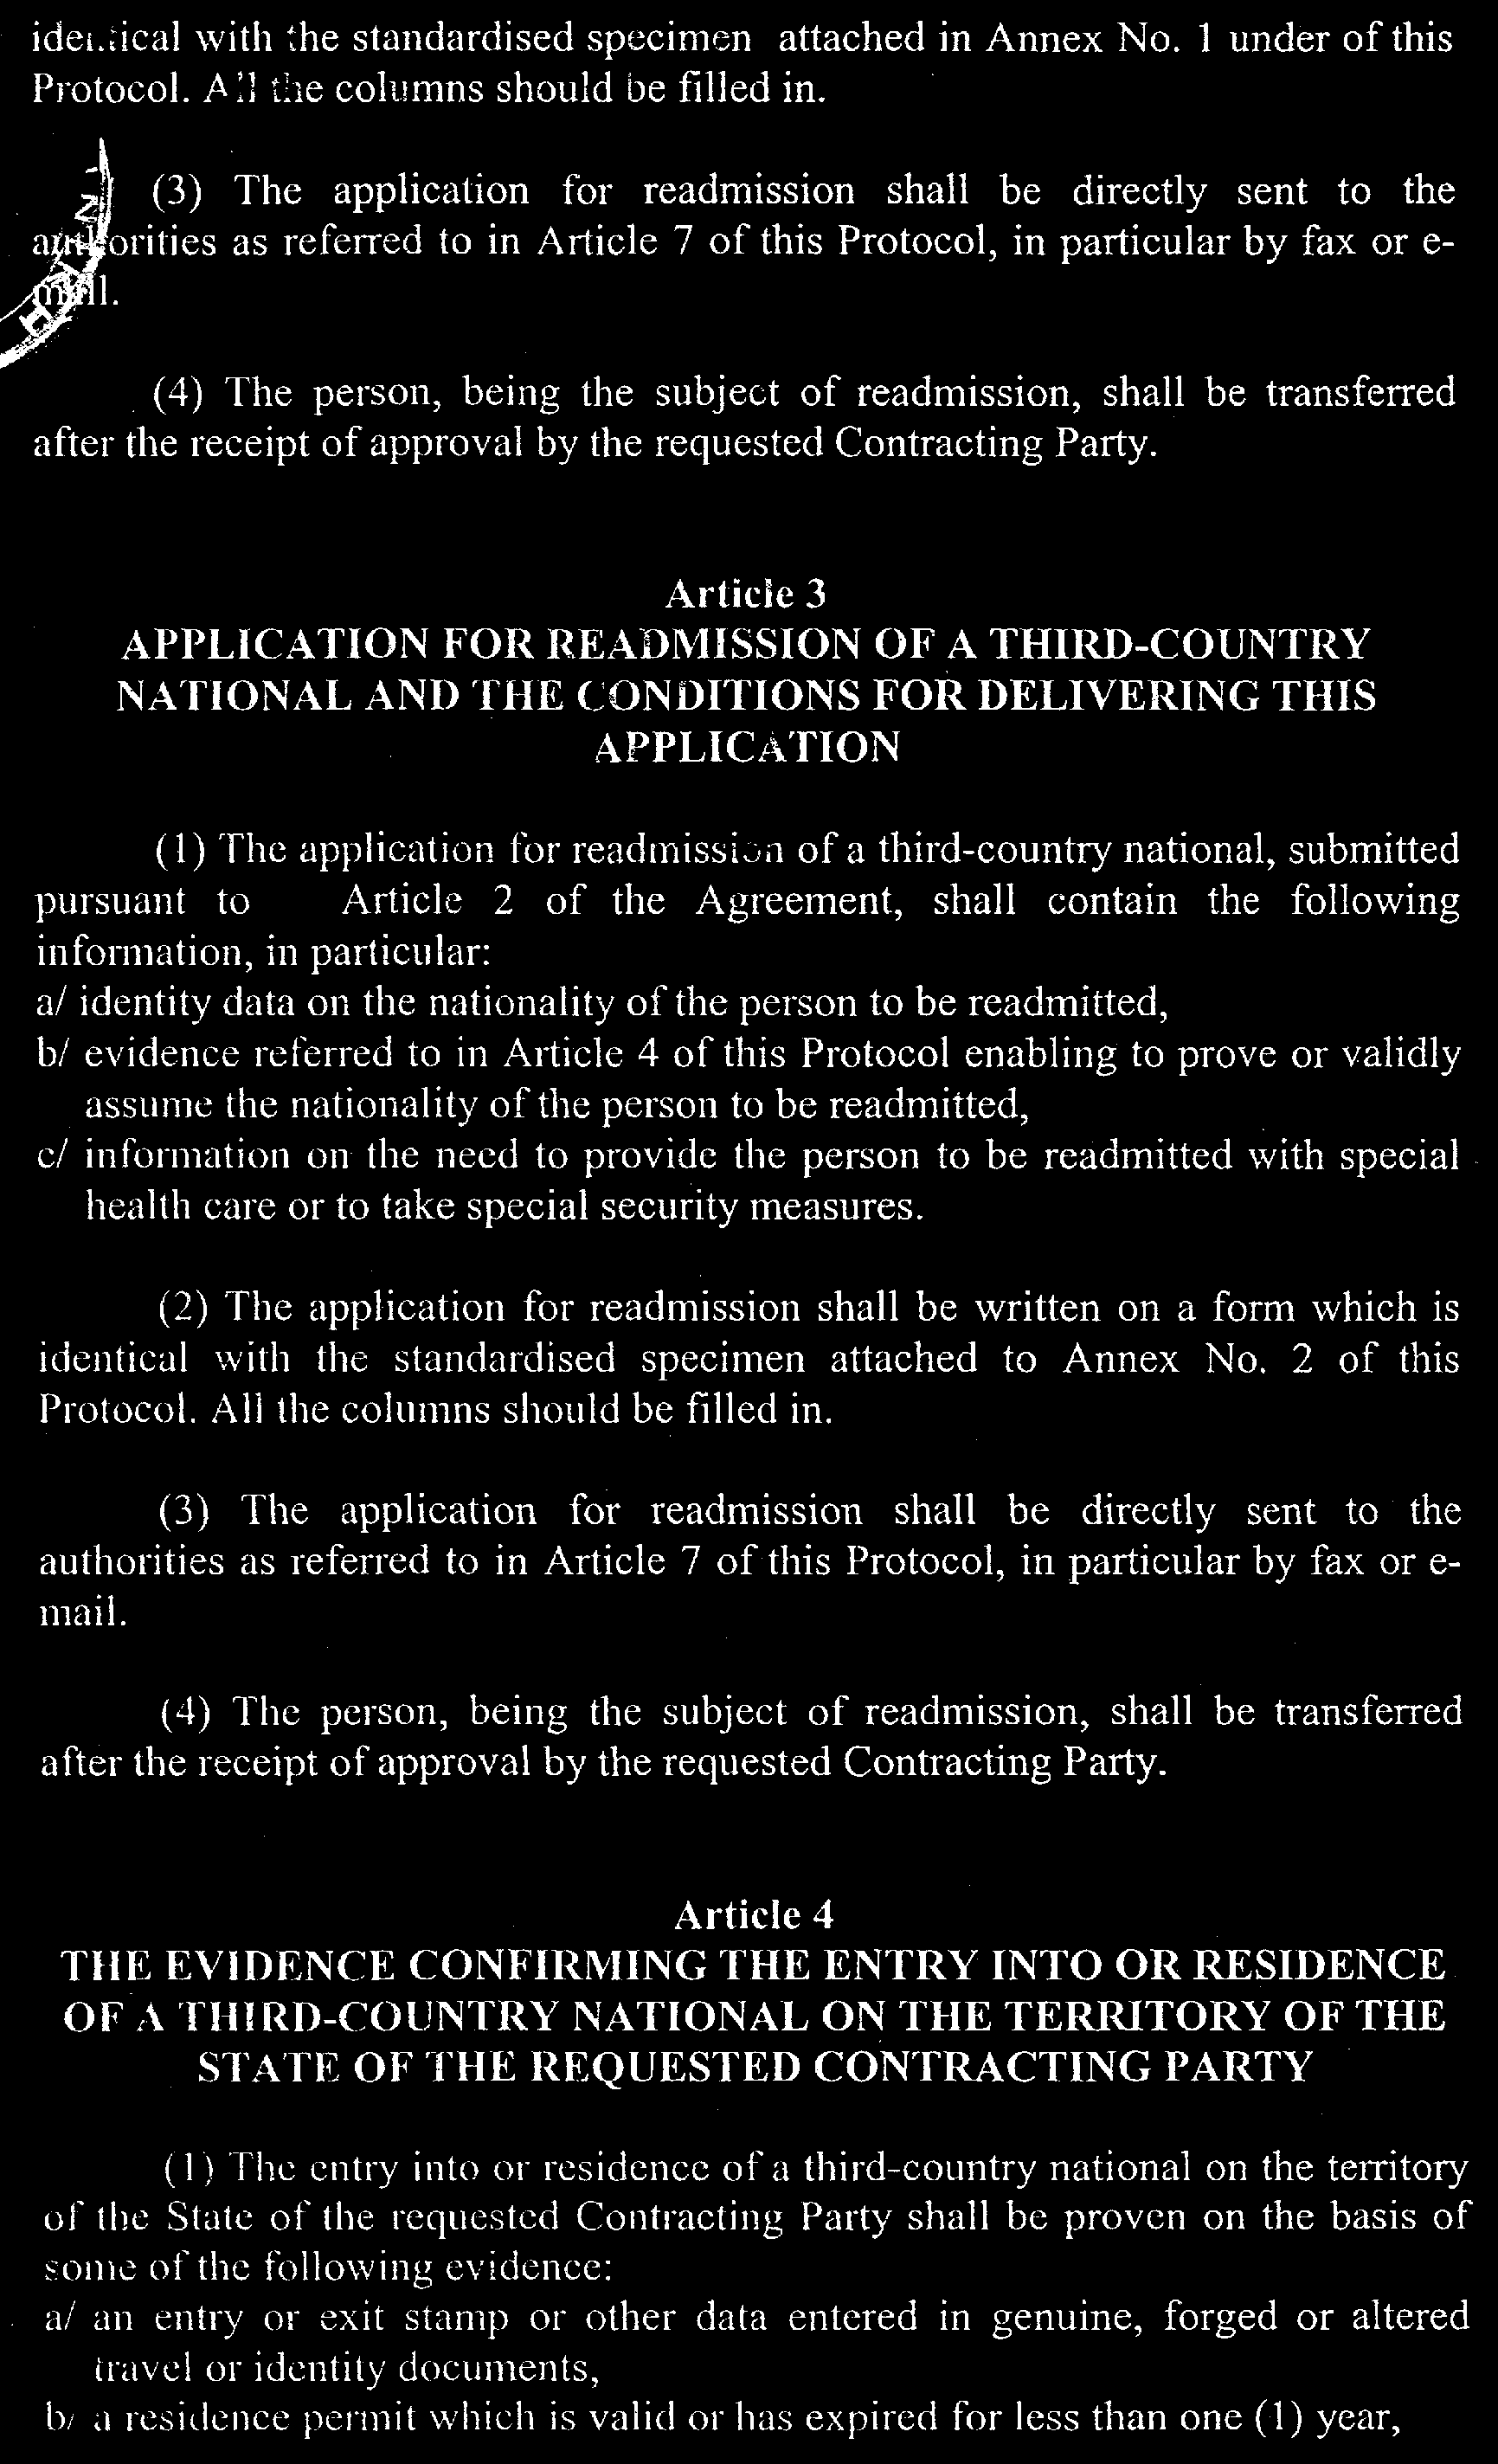 identical with the standardised specimen attached in Annex No. 1 under of this
Protocol. All the columns should be filled in.
(3) The application for readmission shall be directly sent to the
authorities as referred to in Article 7 of this Protocol, in particular by fax or e-
mail.
(4) The person, being the subject of readmission, shall be transferred
after the receipt of approval by the requested Contracting Party.
Article 3
APPLICATION FOR READMISSION OF A THIRD-COUNTRY
NATIONAL AND THE CONDITIONS FOR DELIVERING THIS
APPLICATION
(1) The application for readmission of a third-country national, submitted
pursuant to Article 2 of the Agreement, shall contain the following
information, in particular:
a/ identity data on the nationality of the person to be readmitted,
b/ evidence referred to in Article 4 of this Protocol enabling to prove or validly
assume the nationality of the person to be readmitted,
c/ information on the need to provide the person to be readmitted with special
health care or to take special security measures.
(2) The application for readmission shall be written on a form which is
identical with the standardised specimen attached to Annex No. 2 of this
Protocol. All the columns should be filled in.
(3) The application for readmission shall be directly sent to the
authorities as referred to in Article 7 of this Protocol, in particular by fax or e-
mail.
(4) The person, being the subject of readmission, shall be transferred
after the receipt of approval by the requested Contracting Party.
Article 4
THE EVIDENCE CONFIRMING THE ENTRY INTO OR RESIDENCE
OF A THIRD-COUNTRY NATIONAL ON THE TERRITORY OF THE
STATE OF THE REQUESTED CONTRACTING PARTY
(1) The entry into or residence of a third-country national on the territory
of the State of the requested Contracting Party shall be proven on the basis of
some of the following evidence:
a/ an entry or exit stamp or other data entered in genuine, forged or altered
travel or identity documents,
b/ a residence permit which is valid or has expired for less than one (1) year,